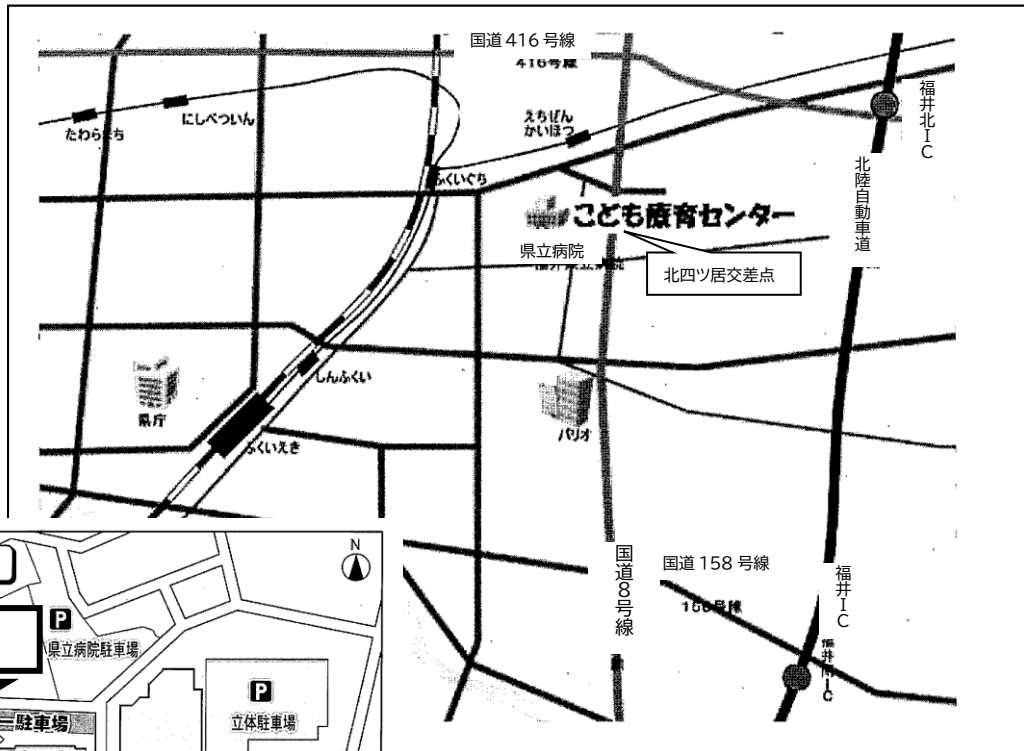 国道416号線
416号線
福井北IC
にしべついん
たわらまち
えちぜん
かいほつ
北陸自動車道
ふくいぐち
こども療育センター
県立病院
北四ツ居交差点
しんふくい
県庁
パリオ
ふくいえき
国道8号線
国道158号線
158号線
福井IC
N
P
県立病院駐車場
P
立体駐車場
駐車場